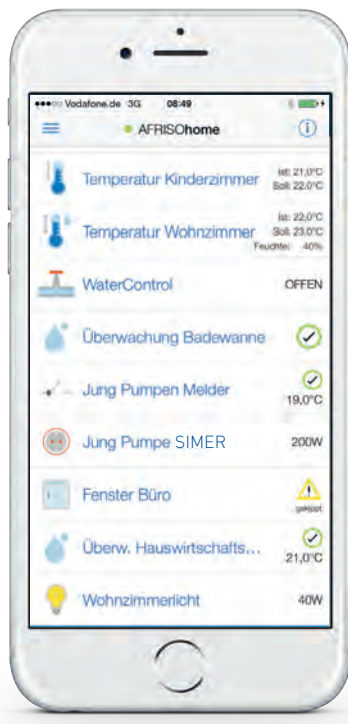 Vodafone.de 3G 08:49
AFRISOhome
Temperatur Kinderzimmer
Ist: 21,0°C
Soll: 22,0°C
Temperatur Wohnzimmer
Ist: 22,0°C
Soll: 23,0°C
Feuchte: 40%
WaterControl OFFEN
Überwachung Badewanne
Jung Pumpen Melder
19,0°C
Jung Pumpe SIMER 200W
Fenster Büro
gekippt
Überw. Hauswirtschafts...
21,0°C
Wohnzimmerlicht 40W